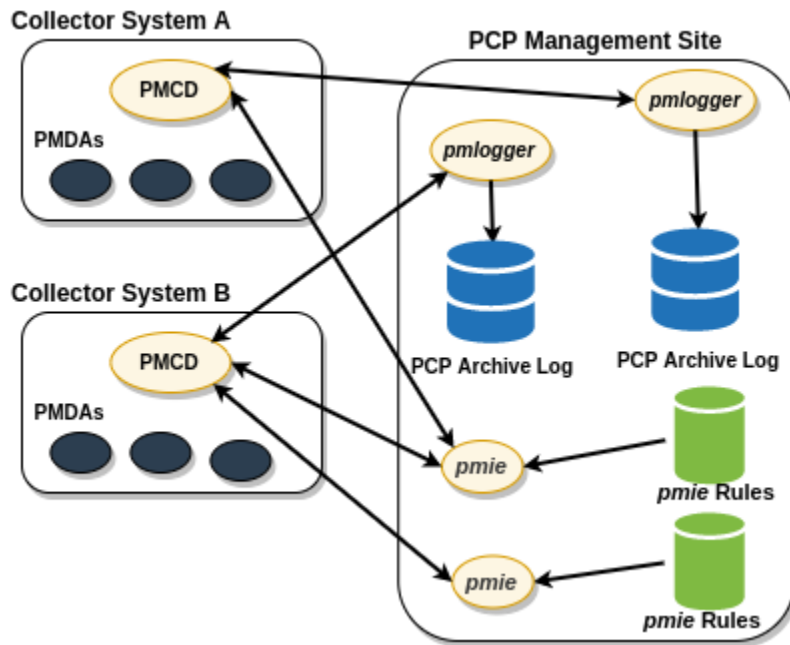 Collector System A
PMCD
PMDAs
PCP Management Site
pmlogger
pmlogger
PCP Archive Log
PCP Archive Log
Collector System B
PMCD
PMDAs
pmie
pmie Rules
pmie
pmie Rules